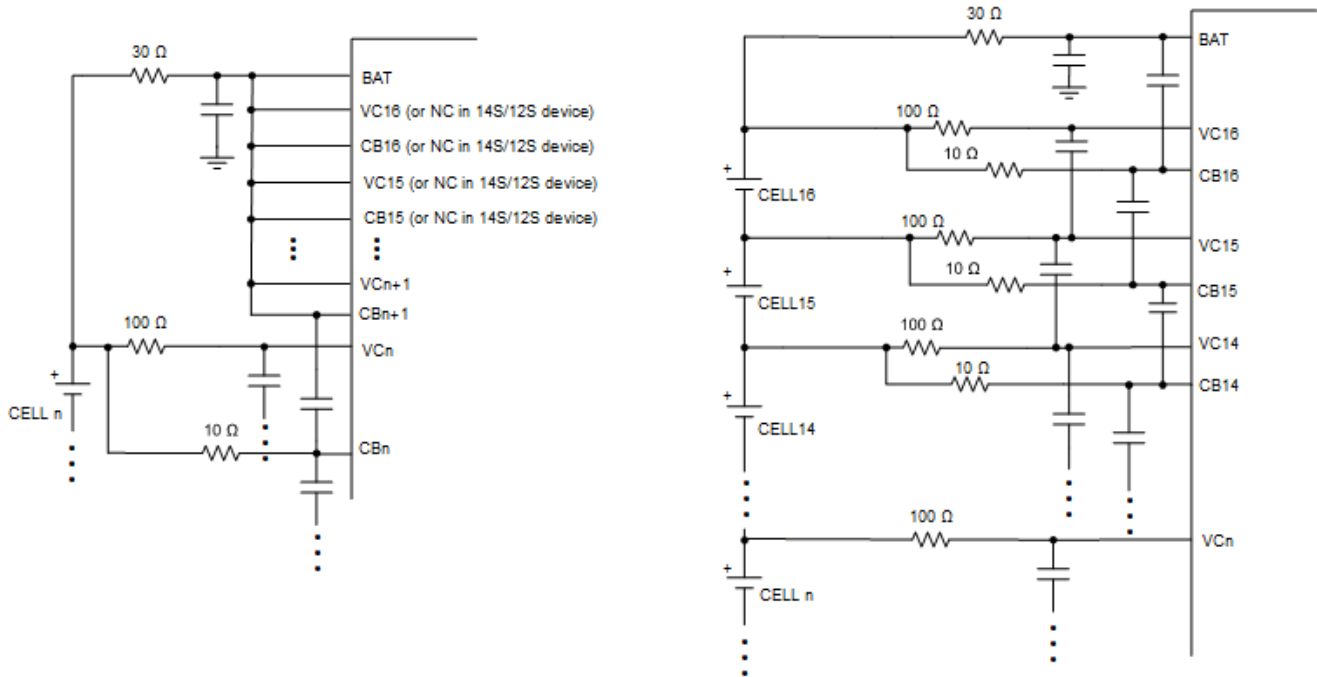 30 Ω
BAT
VC16 (or NC in 14S/12S device)
CB16 (or NC in 14S/12S device)
VC15 (or NC in 14S/12S device)
CB15 (or NC in 14S/12S device)
VCn+1
CBn+1
100 Ω
VCn
+
CELL n
10 Ω
CBn
30 Ω
BAT
100 Ω
VC16
10 Ω
CB16
+
CELL16
100 Ω
VC15
10 Ω
CB15
+
CELL15
100 Ω
VC14
10 Ω
CB14
+
CELL14
100 Ω
VCn
+
CELL n